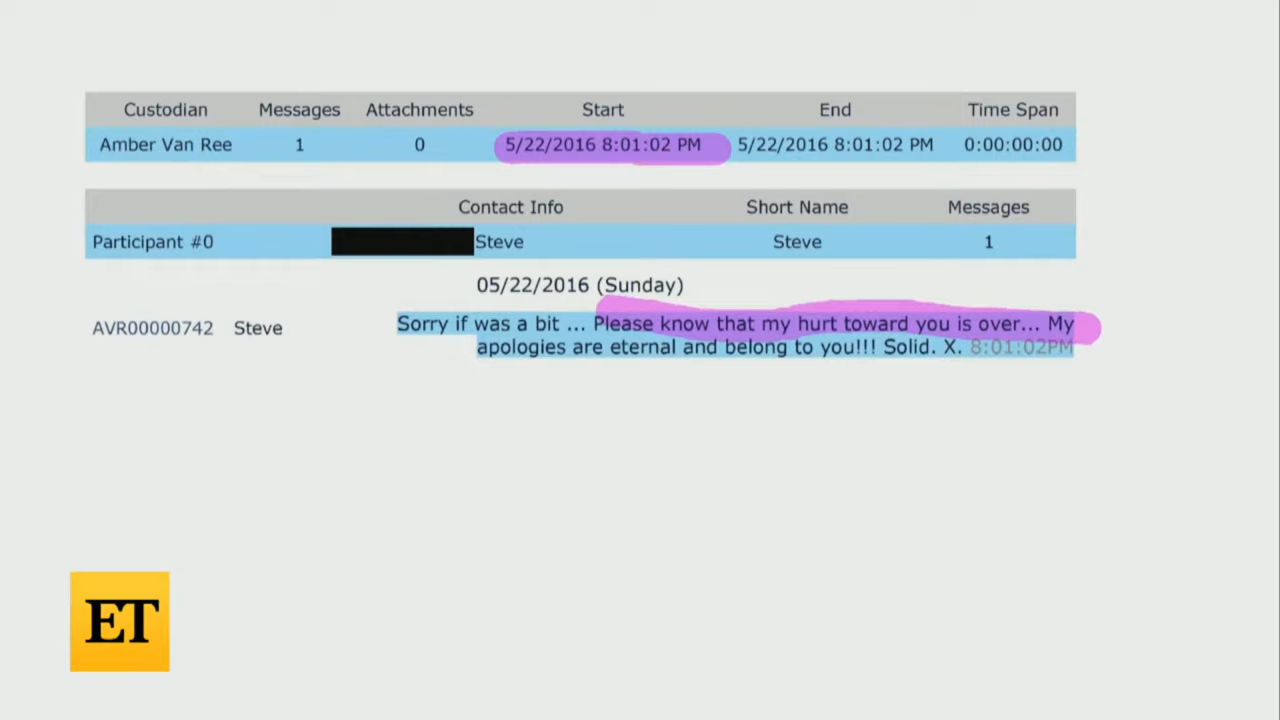 Custodian Messages Attachments Start End Time Span
Amber Van Ree 1 0 5/22/2016 8:01:02 PM 5/22/2016 8:01:02 PM 0:00:00:00
Contact Info Short Name Messages
Participant #0 Steve Steve 1
05/22/2016 (Sunday)
AVR00000742 Steve Sorry if was a bit ... Please know that my hurt toward you is over... My
apologies are eternal and belong to you!!! Solid. X. 8:01:02PM
ET